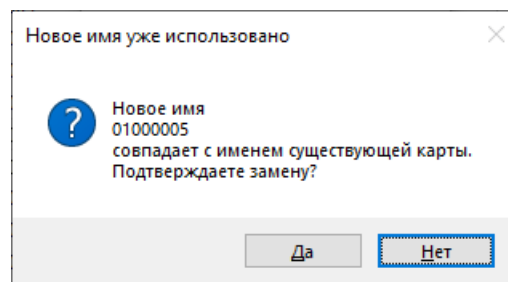 Новое имя уже использовано
Новое имя
01000005
совпадает с именем существующей карты.
Подтверждаете замену?
Да
Нет